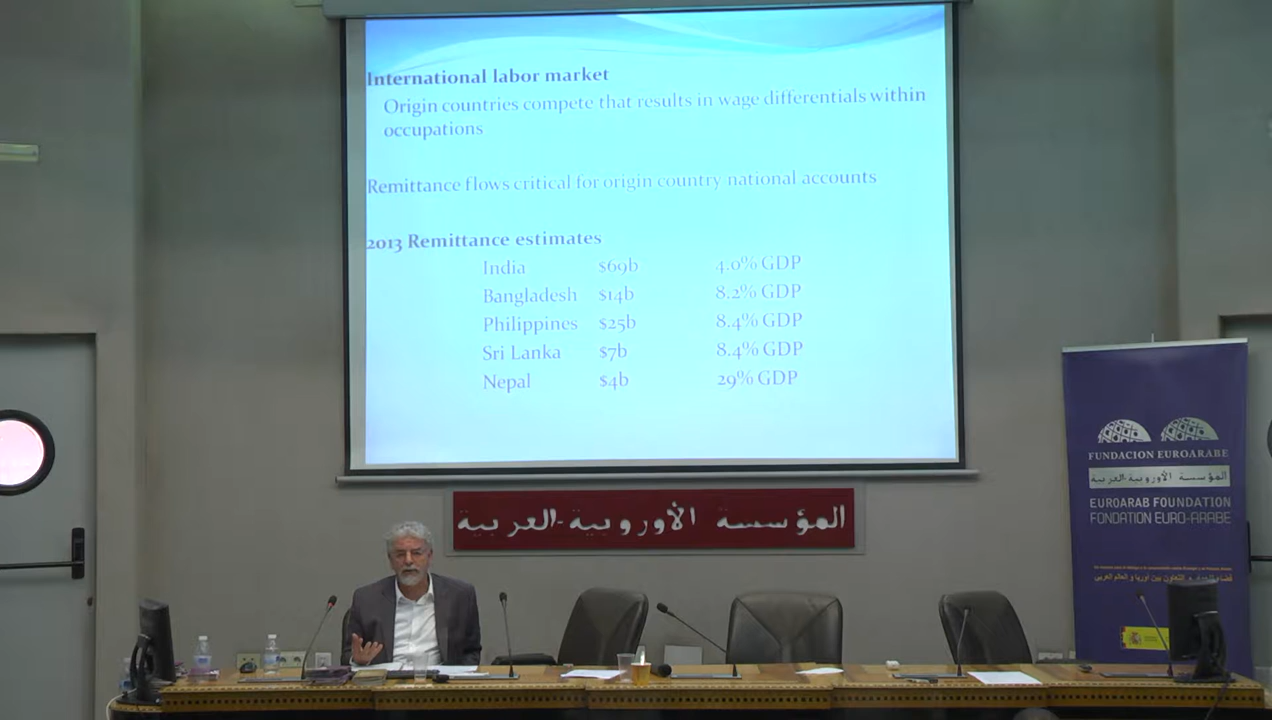 International labor market
Origin countries compete that results in wage differentials within
occupations
Remittance flows critical for origin country national accounts
2013 Remittance estimates
India $69b 4.0% GDP
Bangladesh $14b 8.2% GDP
Philippines $25b 8.4% GDP
Sri Lanka $7b 8.4% GDP
Nepal $4b 29% GDP
المؤسسة الأوروبية-العربية
FUNDACION EUROARABE
المؤسسة الأوروبية-العربية
EUROARAB FOUNDATION
FONDATION EURO-ARABE